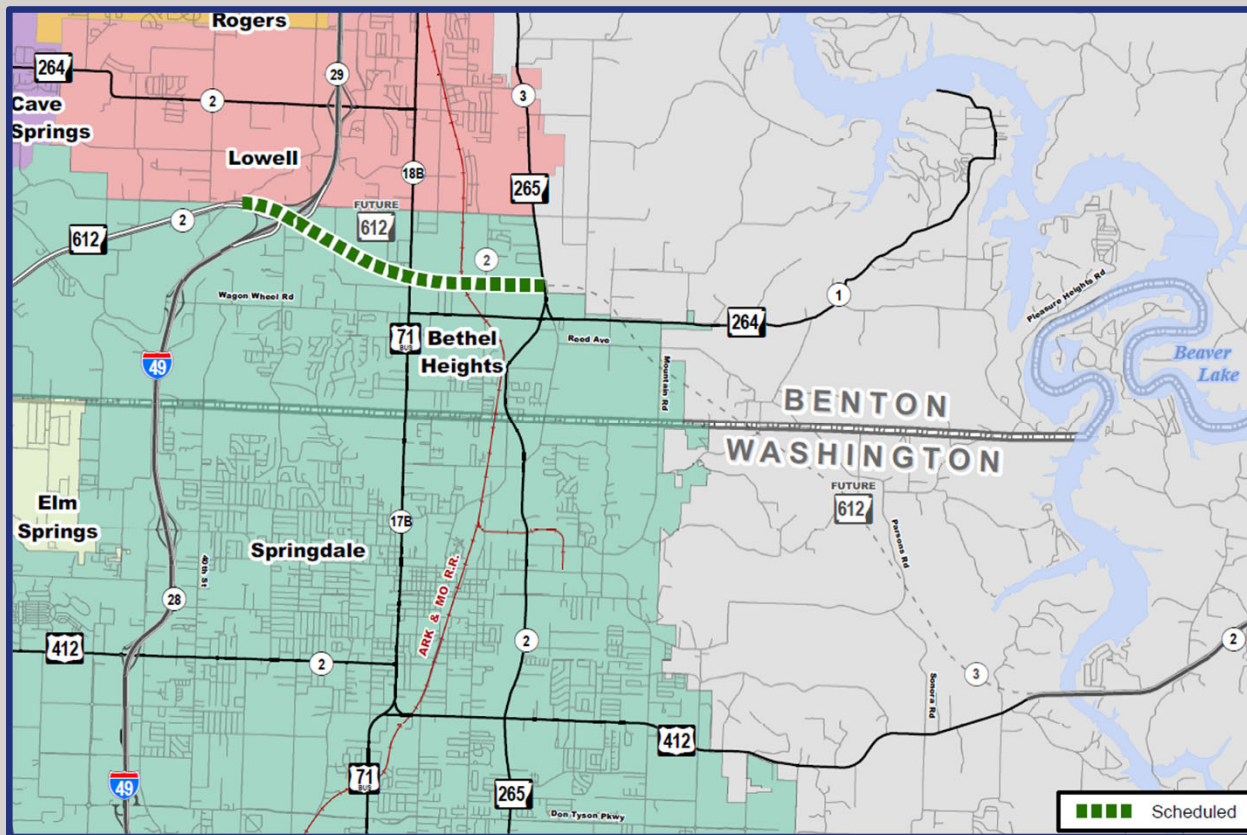 Rogers
264
29
2
3
Cave
Springs
Lowell
18B
265
FUTURE
612
2
612
2
1
Pleasure Heights Rd
Wagon Wheel Rd
264
71
BUS
Bethel
Heights
Reed Ave
Mountain Rd
Beaver
Lake
49
BENTON
WASHINGTON
Elm
Springs
FUTURE
612
17B
Parsons Rd
Springdale
40th St
ARK & MO R.R.
28
412
2
2
2
3
Sonora Rd
412
71
BUS
49
265
Don Tyson Pkwy
Scheduled